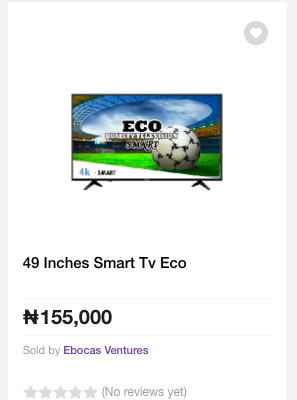 ECO
QUALITY TELEVISION
SMART
4k · SMART
49 Inches Smart Tv Eco
₦155,000
Sold by Ebocas Ventures
(No reviews yet)